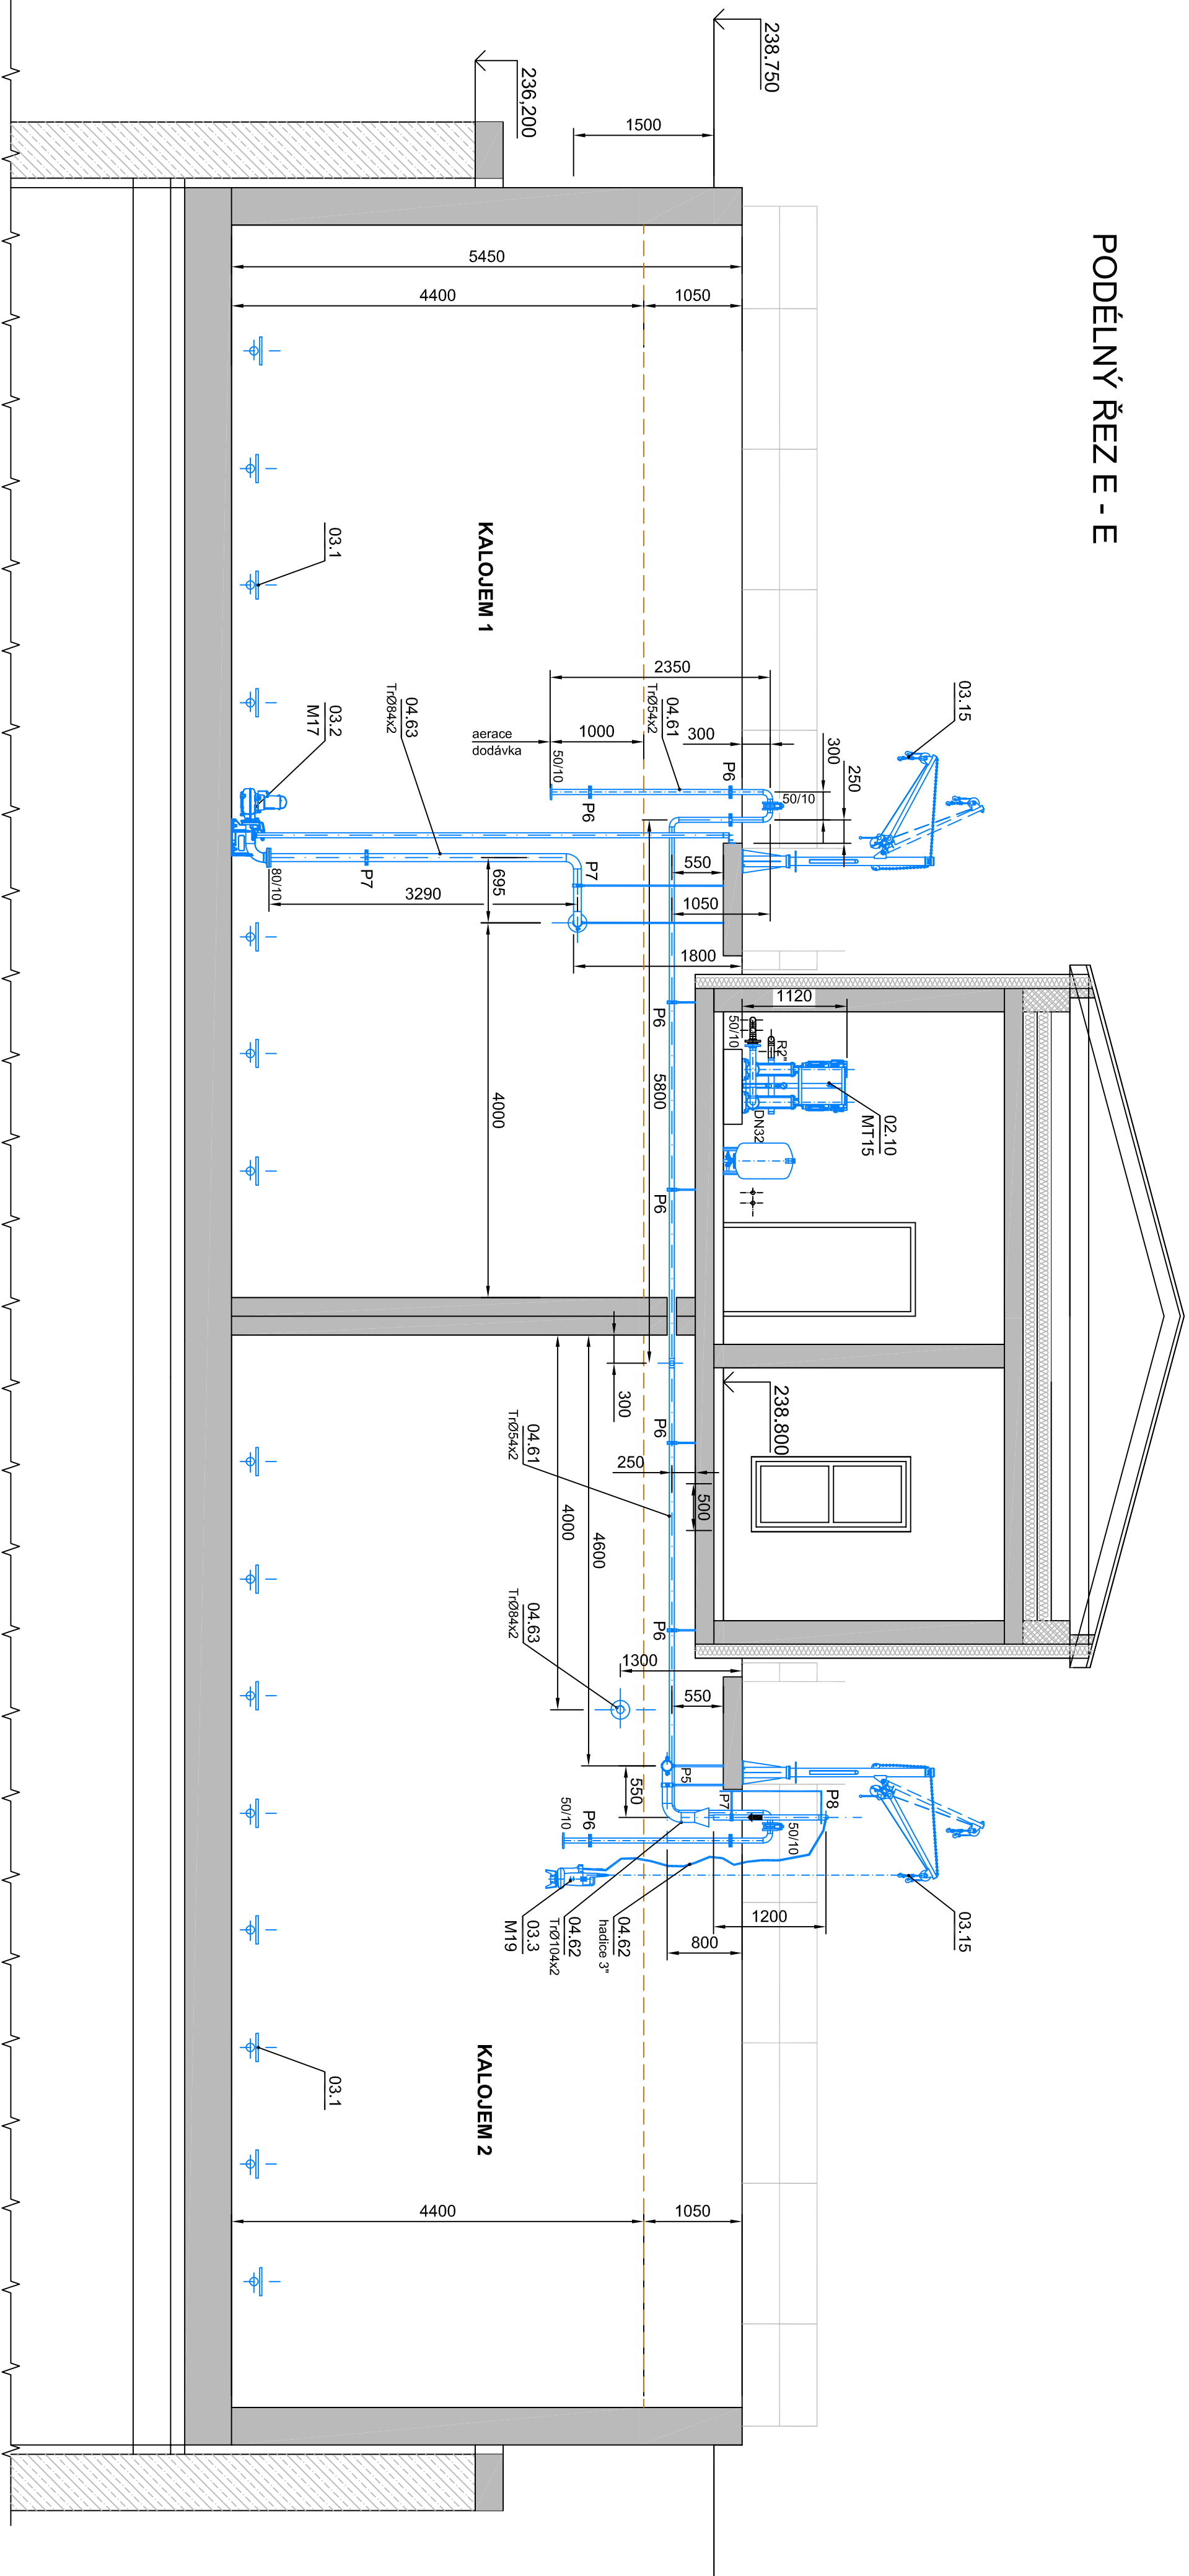 PODÉLNÝ ŘEZ E - E
238.750
236,200
1500
5450
4400
1050
03.1
KALOJEM 1
03.15
2350
04.61
TrØ54x2
300
300
250
1000
aerace
dodávka
50/10
P6
P6
50/10
04.63
TrØ84x2
03.2
M17
P7
80/10
3290
695
P7
550
1050
1800
4000
P6
5800
P6
1120
50/10
R2"
DN32
02.10
MT15
238.800
300
P6
250
500
04.61
TrØ54x2
4000
4600
04.63
TrØ84x2
P6
1300
550
P5
550
P7
P8
50/10
P6
50/10
03.3
M19
04.62
TrØ104x2
04.62
hadice 3"
1200
800
03.15
03.1
KALOJEM 2
4400
1050